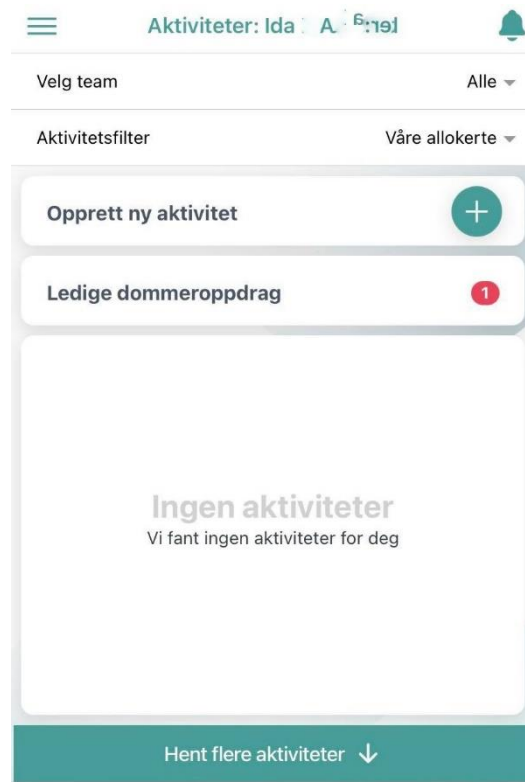 Aktiviteter: Ida A.
Velg team Alle
Aktivitetsfilter Våre allokerte
Opprett ny aktivitet
Ledige dommeroppdrag 1
Ingen aktiviteter
Vi fant ingen aktiviteter for deg
Hent flere aktiviteter